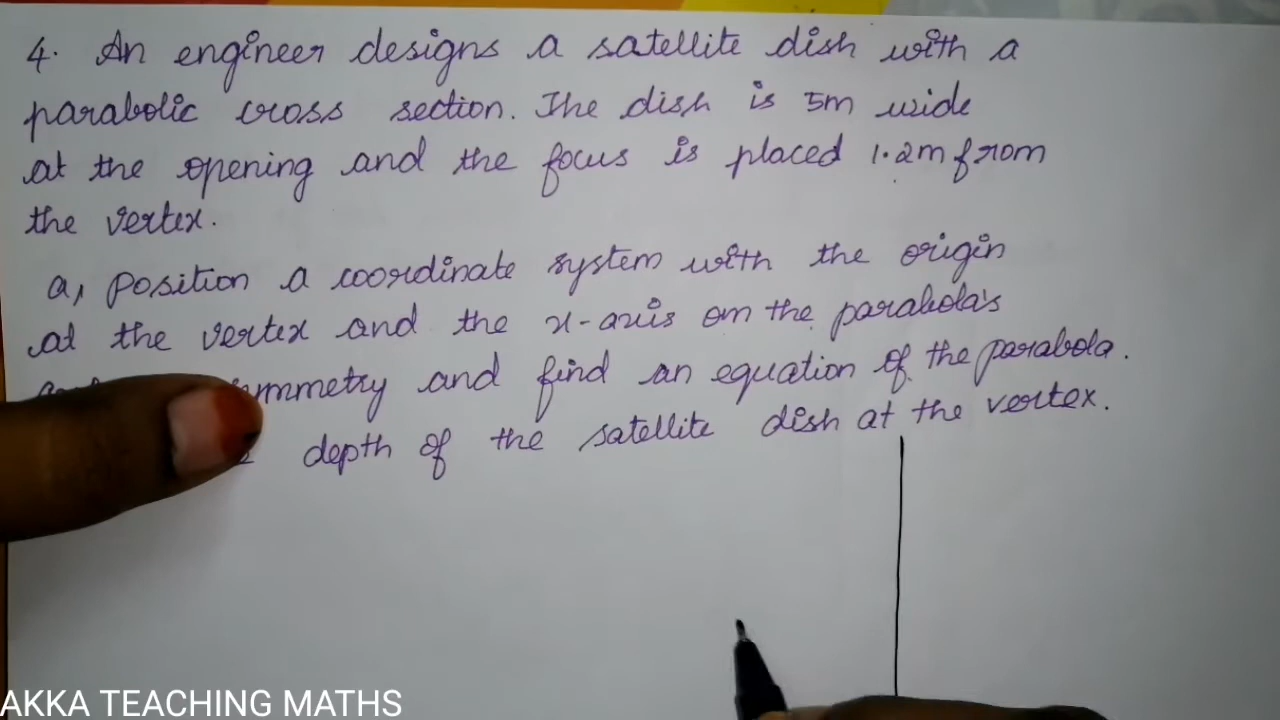 4. An engineer designs a satellite dish with a
parabolic cross section. The dish is 5m wide
at the opening and the focus is placed 1.2m from
the vertex.
a, position a coordinate system with the origin
at the vertex and the x-axis on the parabola's
mmetry and find an equation of the parabola.
depth of the satellite dish at the vertex.
AKKA TEACHING MATHS